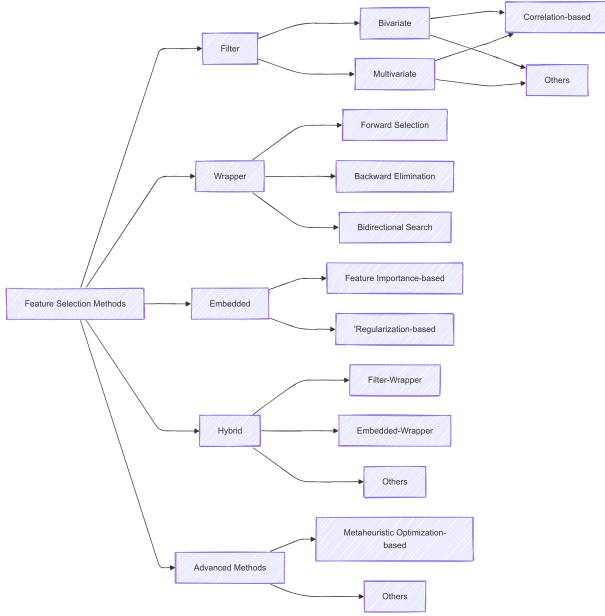 Feature Selection Methods
Filter
Bivariate
Correlation-based
Multivariate
Others
Wrapper
Forward Selection
Backward Elimination
Bidirectional Search
Embedded
Feature Importance-based
'Regularization-based
Hybrid
Filter-Wrapper
Embedded-Wrapper
Others
Advanced Methods
Metaheuristic Optimization-
based
Others